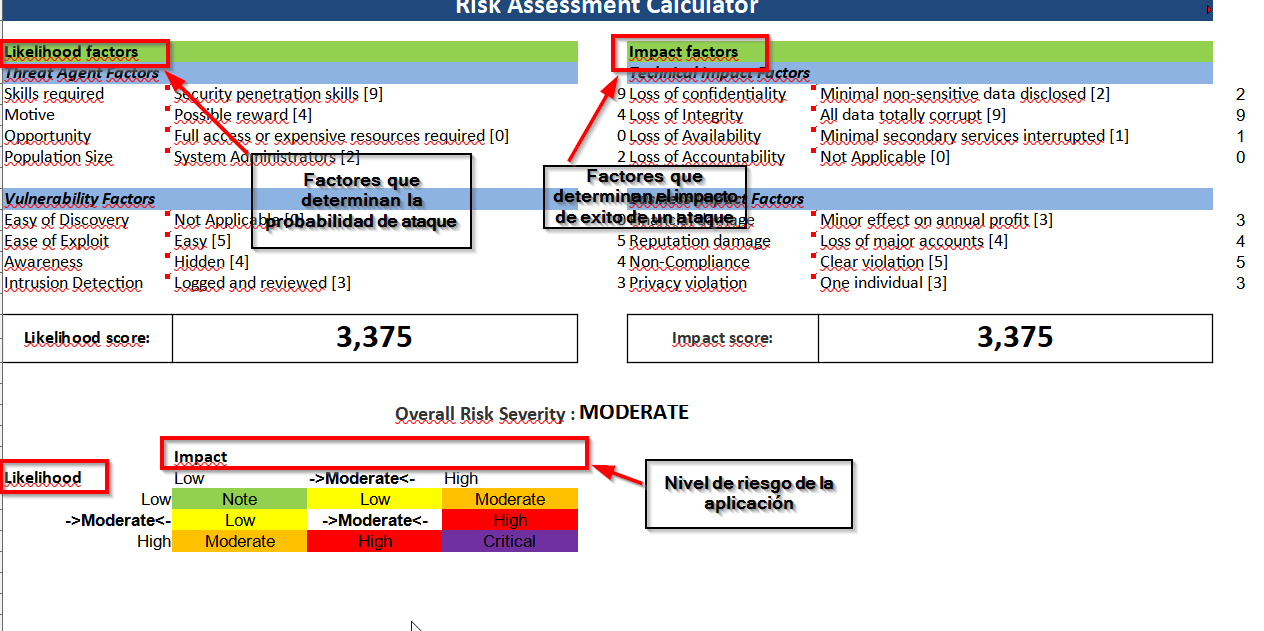 Risk Assessment Calculator
Likelihood factors
Impact factors
Threat Agent Factors
Technical Impact Factors
Skills required Security penetration skills [9] 9 Loss of confidentiality Minimal non-sensitive data disclosed [2] 2
Motive Possible reward [4] 4 Loss of Integrity All data totally corrupt [9] 9
Opportunity Full access or expensive resources required [0] 0 Loss of Availability Minimal secondary services interrupted [1] 1
Population Size System Administrators [2] 2 Loss of Accountability Not Applicable [0] 0
Factores que
determinan la
probabilidad de ataque
Factores que
determinan el impacto
de exito de un ataque
Vulnerability Factors
Impact Factors
Easy of Discovery Not Applicable [0] 0 damage Minor effect on annual profit [3] 3
Ease of Exploit Easy [5] 5 Reputation damage Loss of major accounts [4] 4
Awareness Hidden [4] 4 Non-Compliance Clear violation [5] 5
Intrusion Detection Logged and reviewed [3] 3 Privacy violation One individual [3] 3
Likelihood score: 3,375 Impact score: 3,375
Overall Risk Severity : MODERATE
Impact
Likelihood Low ->Moderate<- High
Low Note Low Moderate
->Moderate<- Low ->Moderate<- High
High Moderate High Critical
Nivel de riesgo de la
aplicación